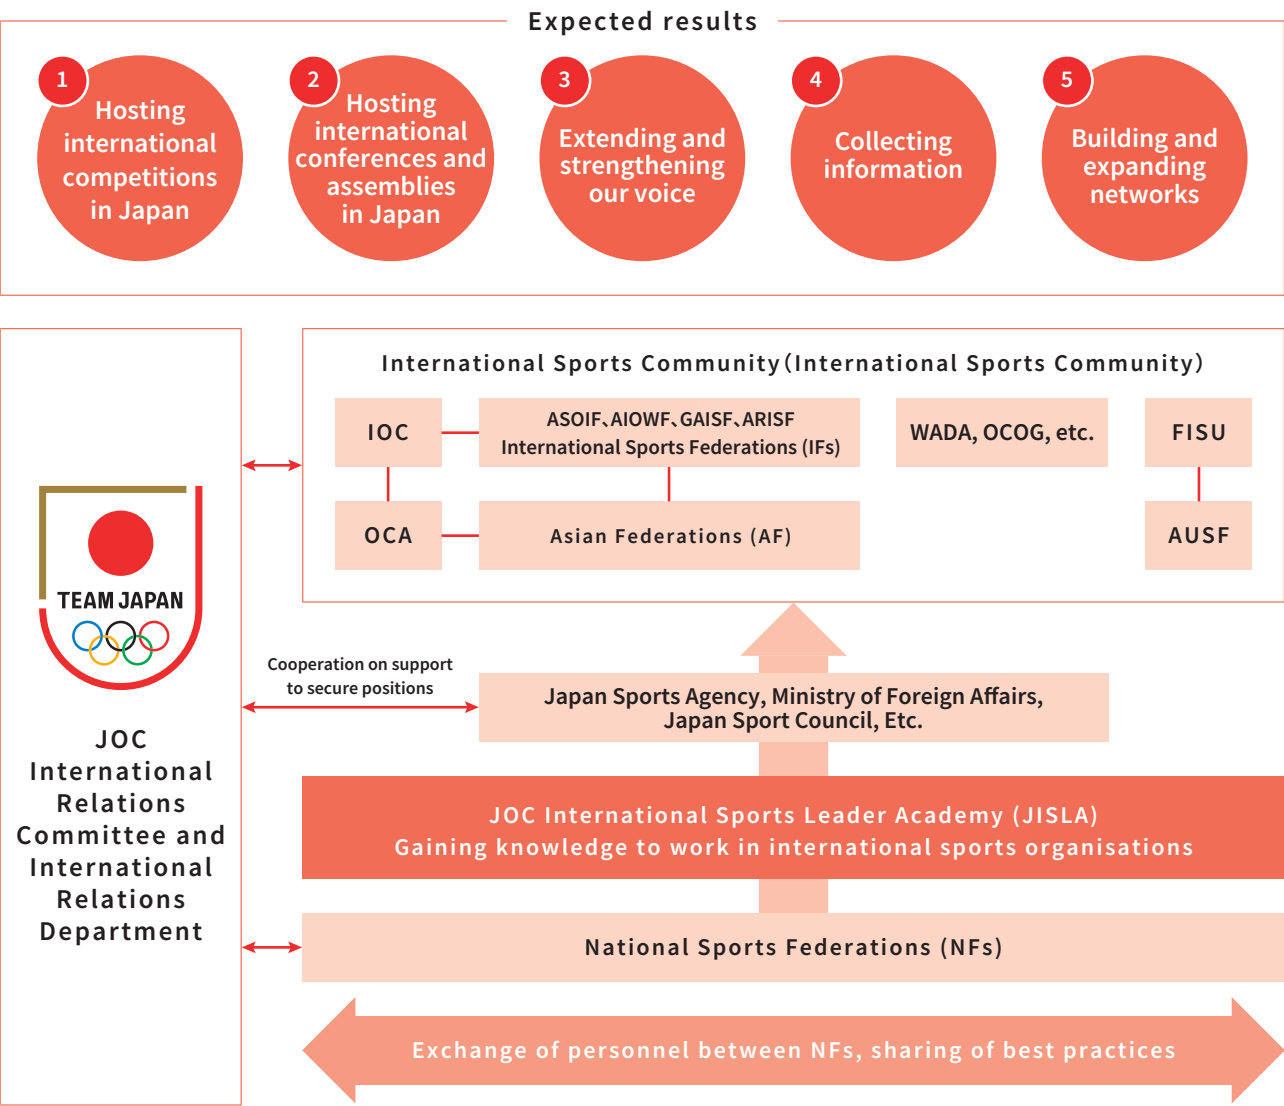 Expected results
1
Hosting
international
competitions
in Japan
2
Hosting
international
conferences and
assemblies
in Japan
3
Extending and
strengthening
our voice
4
Collecting
information
5
Building and
expanding
networks
International Sports Community（International Sports Community）
IOC
ASOIF、AIOWF、GAISF、ARISF
International Sports Federations (IFs)
WADA, OCOG, etc.
FISU
OCA
Asian Federations (AF)
AUSF
TEAM JAPAN
JOC
International
Relations
Committee and
International
Relations
Department
Cooperation on support
to secure positions
Japan Sports Agency, Ministry of Foreign Affairs,
Japan Sport Council, Etc.
JOC International Sports Leader Academy (JISLA)
Gaining knowledge to work in international sports organisations
National Sports Federations (NFs)
Exchange of personnel between NFs, sharing of best practices